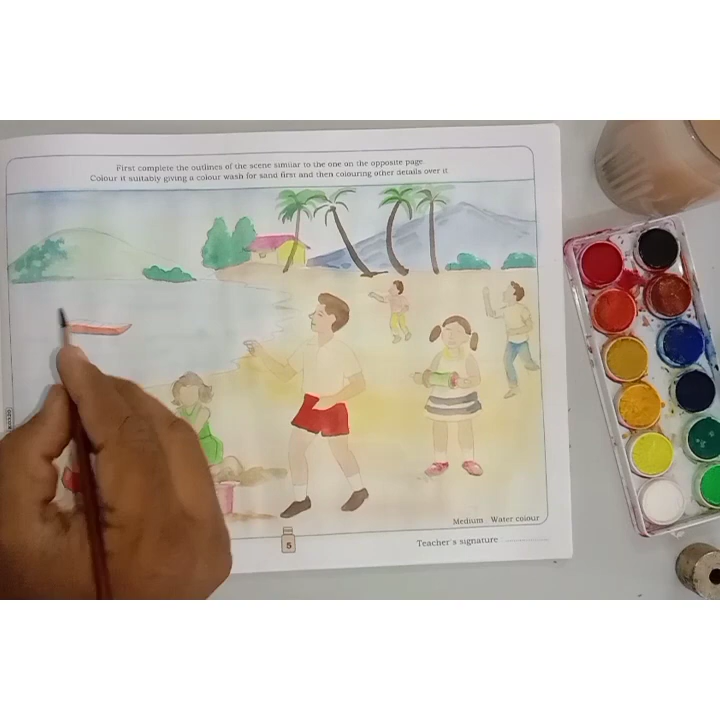 First complete the outlines of the scene similar to the one on the opposite page
Colour it suitably giving a colour wash for sand first and then colouring other details over it
Medium : Water colour
5
Teacher's signature